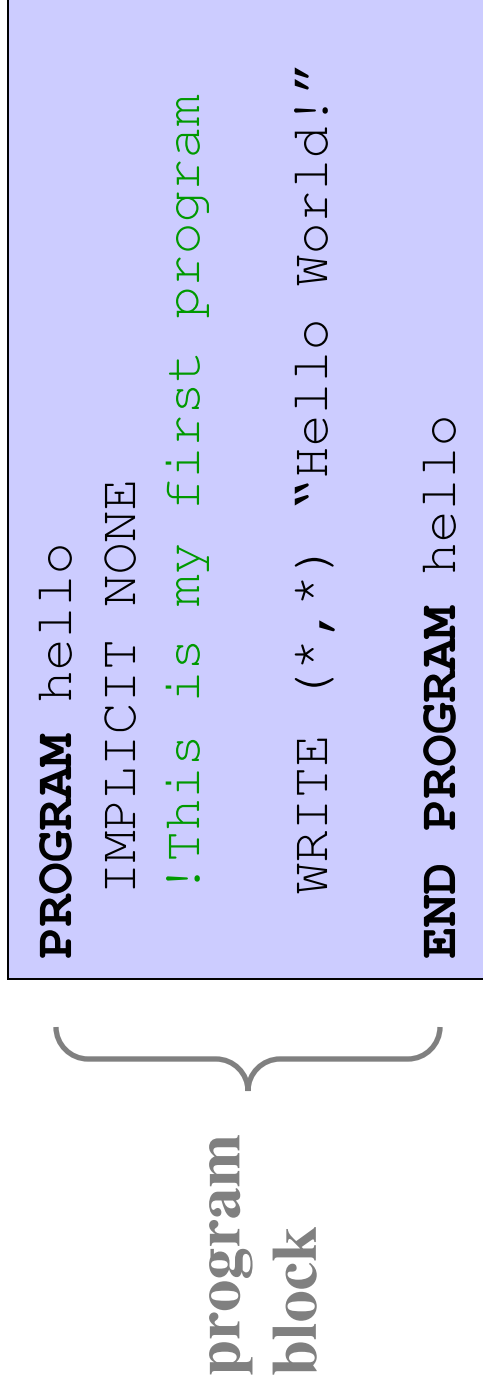 program
block
PROGRAM hello
IMPLICIT NONE
!This is my first program
WRITE (*,*) “Hello World!”
END PROGRAM hello